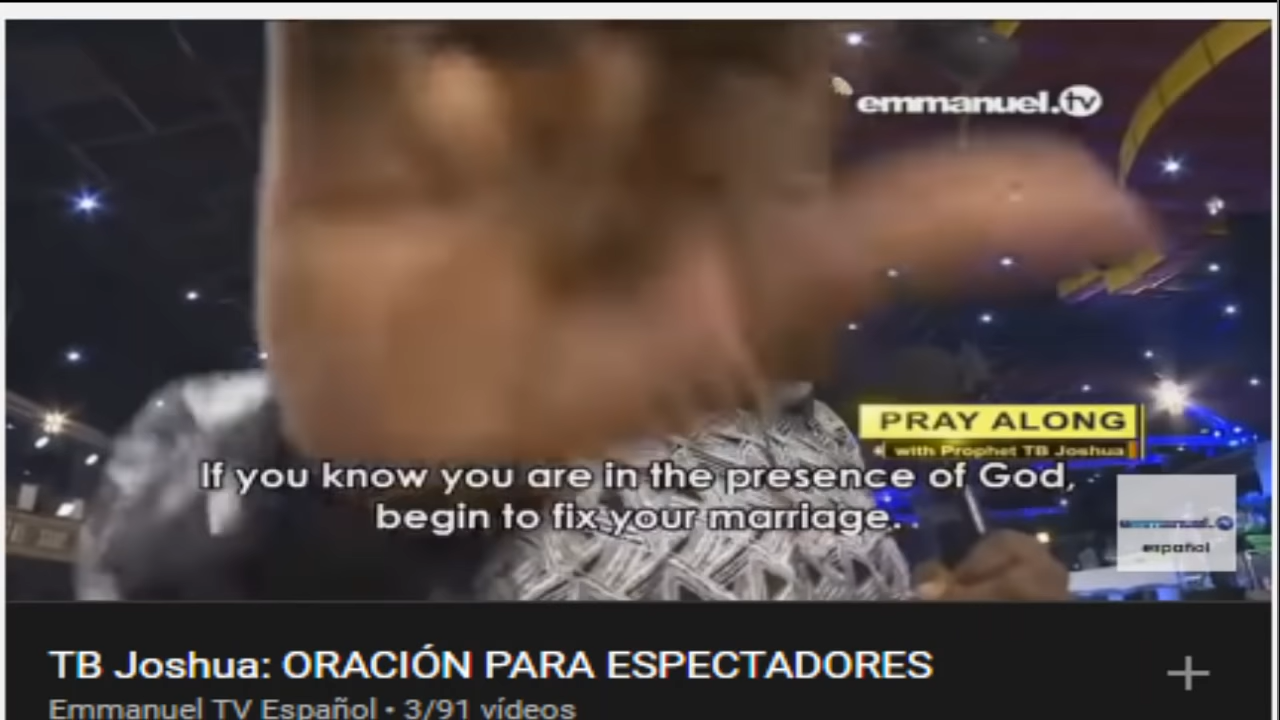 emmanuel.tv
PRAY ALONG
with Prophet TB Joshua
If you know you are in the presence of God,
begin to fix your marriage.
emmanuel.tv
español
TB Joshua: ORACIÓN PARA ESPECTADORES
Emmanuel TV Español • 3/91 vídeos